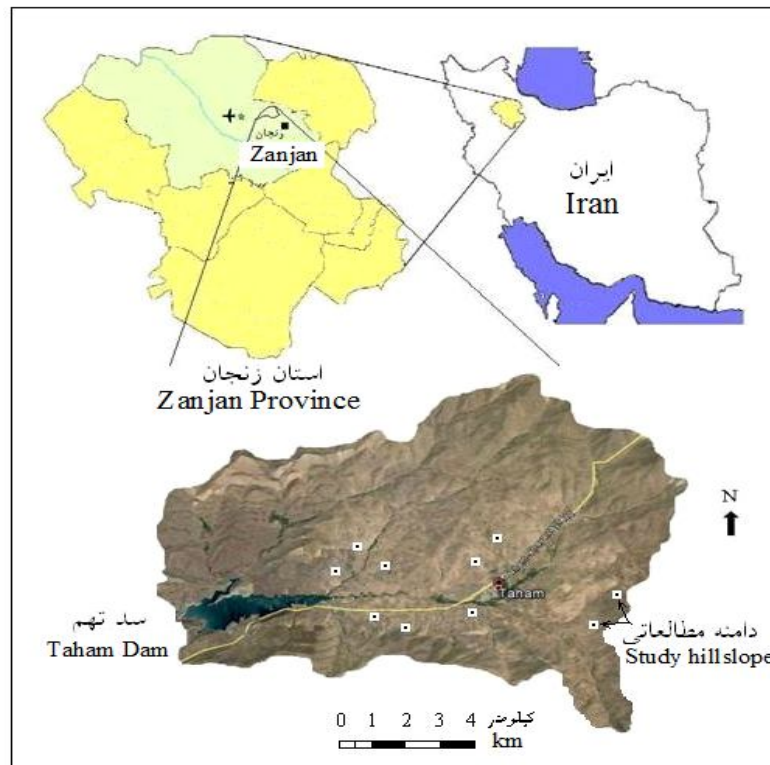 زنجان
Zanjan
ایران
Iran
استان زنجان
Zanjan Province
N
Taham
سد تهم
Taham Dam
دامنه مطالعاتی
Study hillslope
0 1 2 3 4 کیلومتر
km